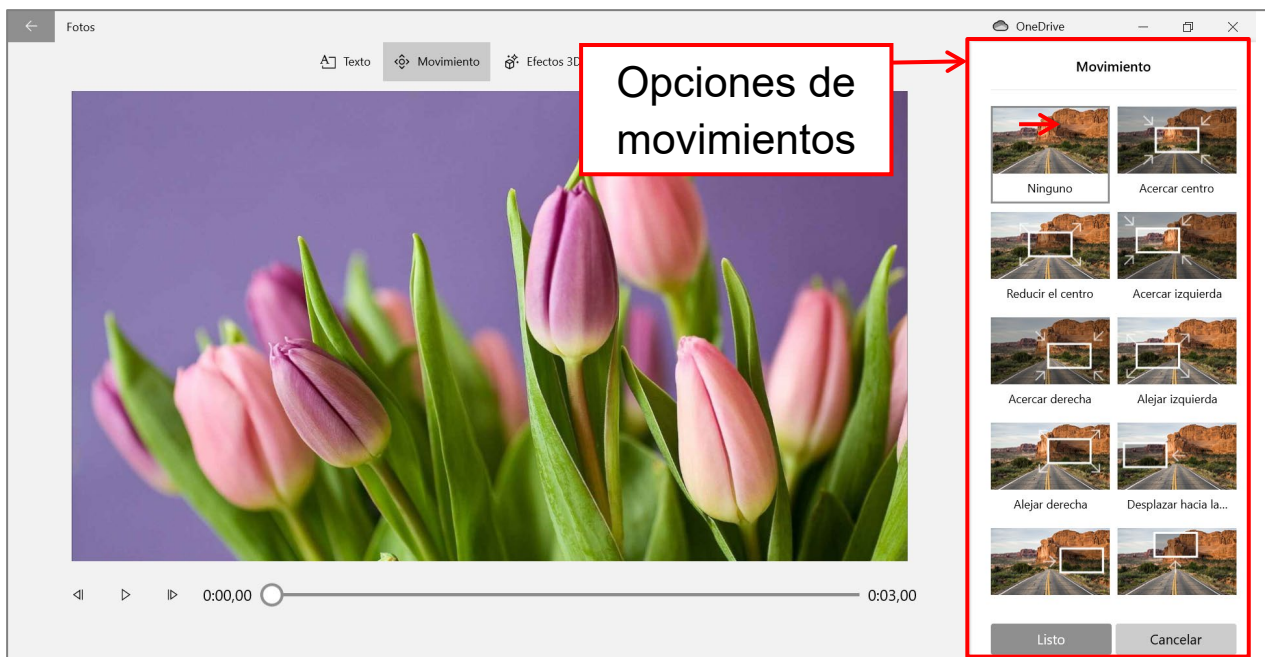 Fotos
OneDrive
Texto
Movimiento
Efectos 3D
Opciones de
movimientos
Movimiento
Ninguno
Acercar centro
Reducir el centro
Acercar izquierda
Acercar derecha
Alejar izquierda
Alejar derecha
Desplazar hacia la...
0:00,00
0:03,00
Listo
Cancelar